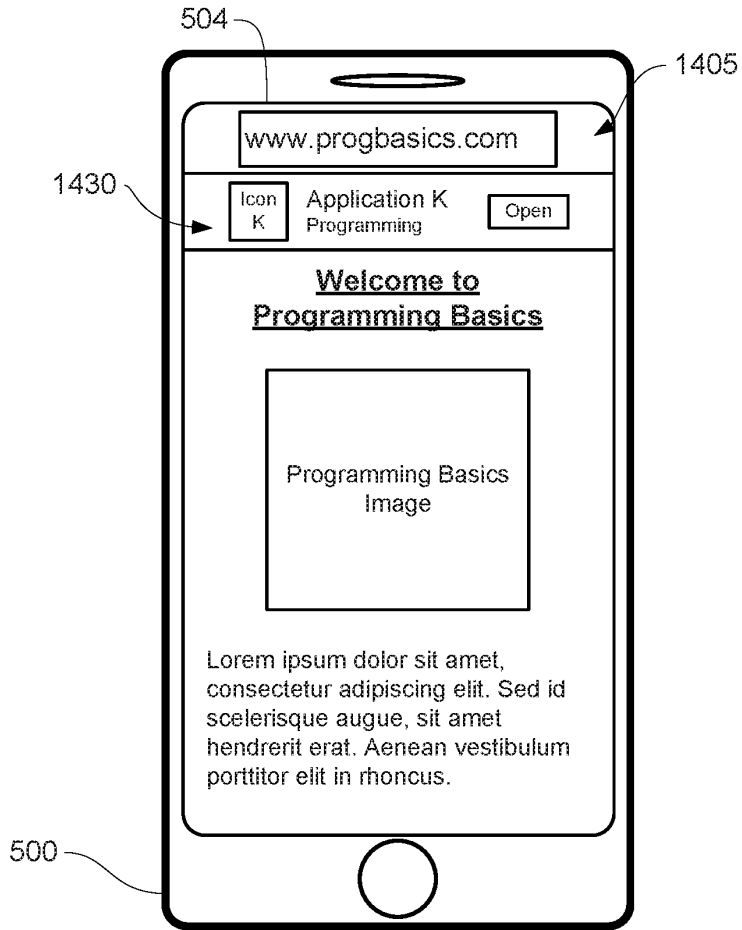 504
1405
www.progbasics.com
1430
Icon
K
Application K
Programming
Open
Welcome to
Programming Basics
Programming Basics
Image
Lorem ipsum dolor sit amet,
consectetur adipiscing elit. Sed id
scelerisque augue, sit amet
hendrerit erat. Aenean vestibulum
porttitor elit in rhoncus.
500